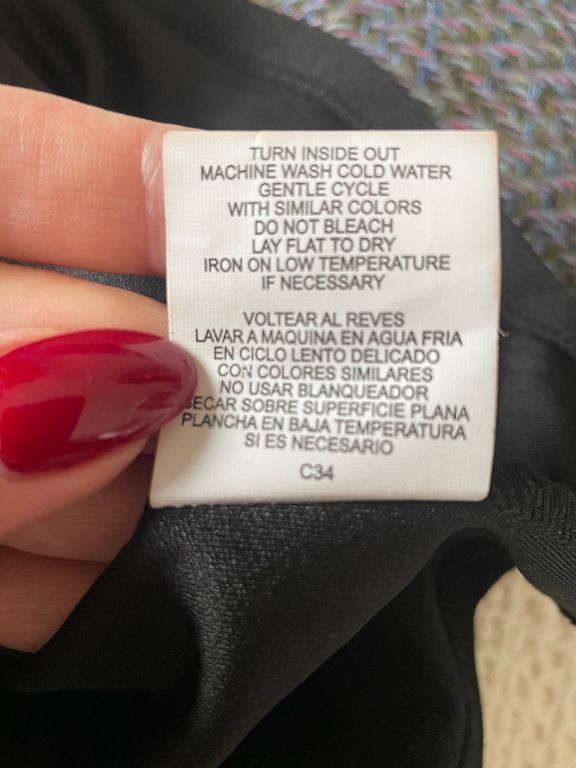 TURN INSIDE OUT
MACHINE WASH COLD WATER
GENTLE CYCLE
WITH SIMILAR COLORS
DO NOT BLEACH
LAY FLAT TO DRY
IRON ON LOW TEMPERATURE
IF NECESSARY
VOLTEAR AL REVES
LAVAR A MAQUINA EN AGUA FRIA
EN CICLO LENTO DELICADO
CON COLORES SIMILARES
NO USAR BLANQUEADOR
SECAR SOBRE SUPERFICIE PLANA
PLANCHA EN BAJA TEMPERATURA
SI ES NECESARIO
C34